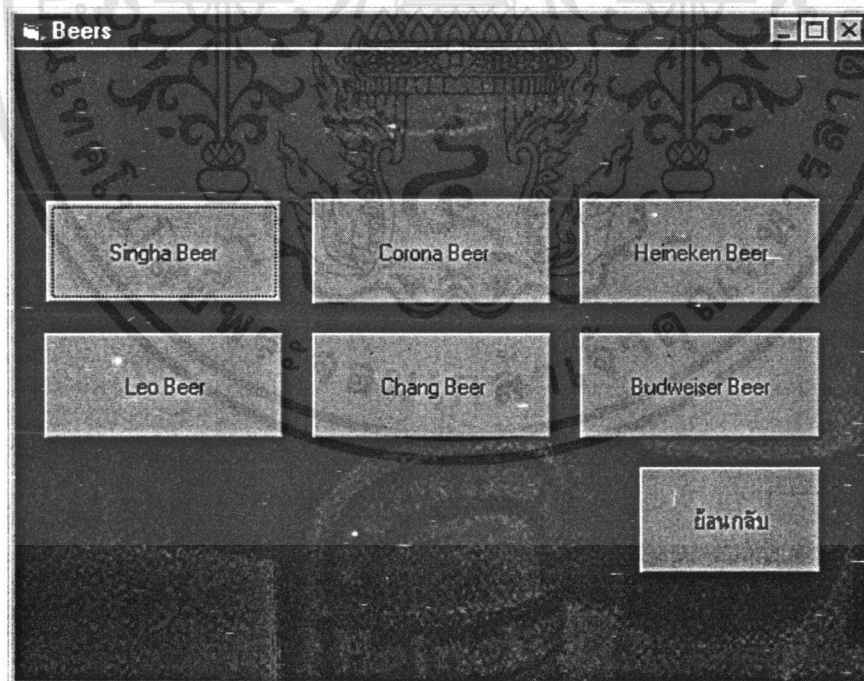 Beers
Singha Beer
Corona Beer
Heineken Beer
Leo Beer
Chang Beer
Budweiser Beer
ย้อนกลับ